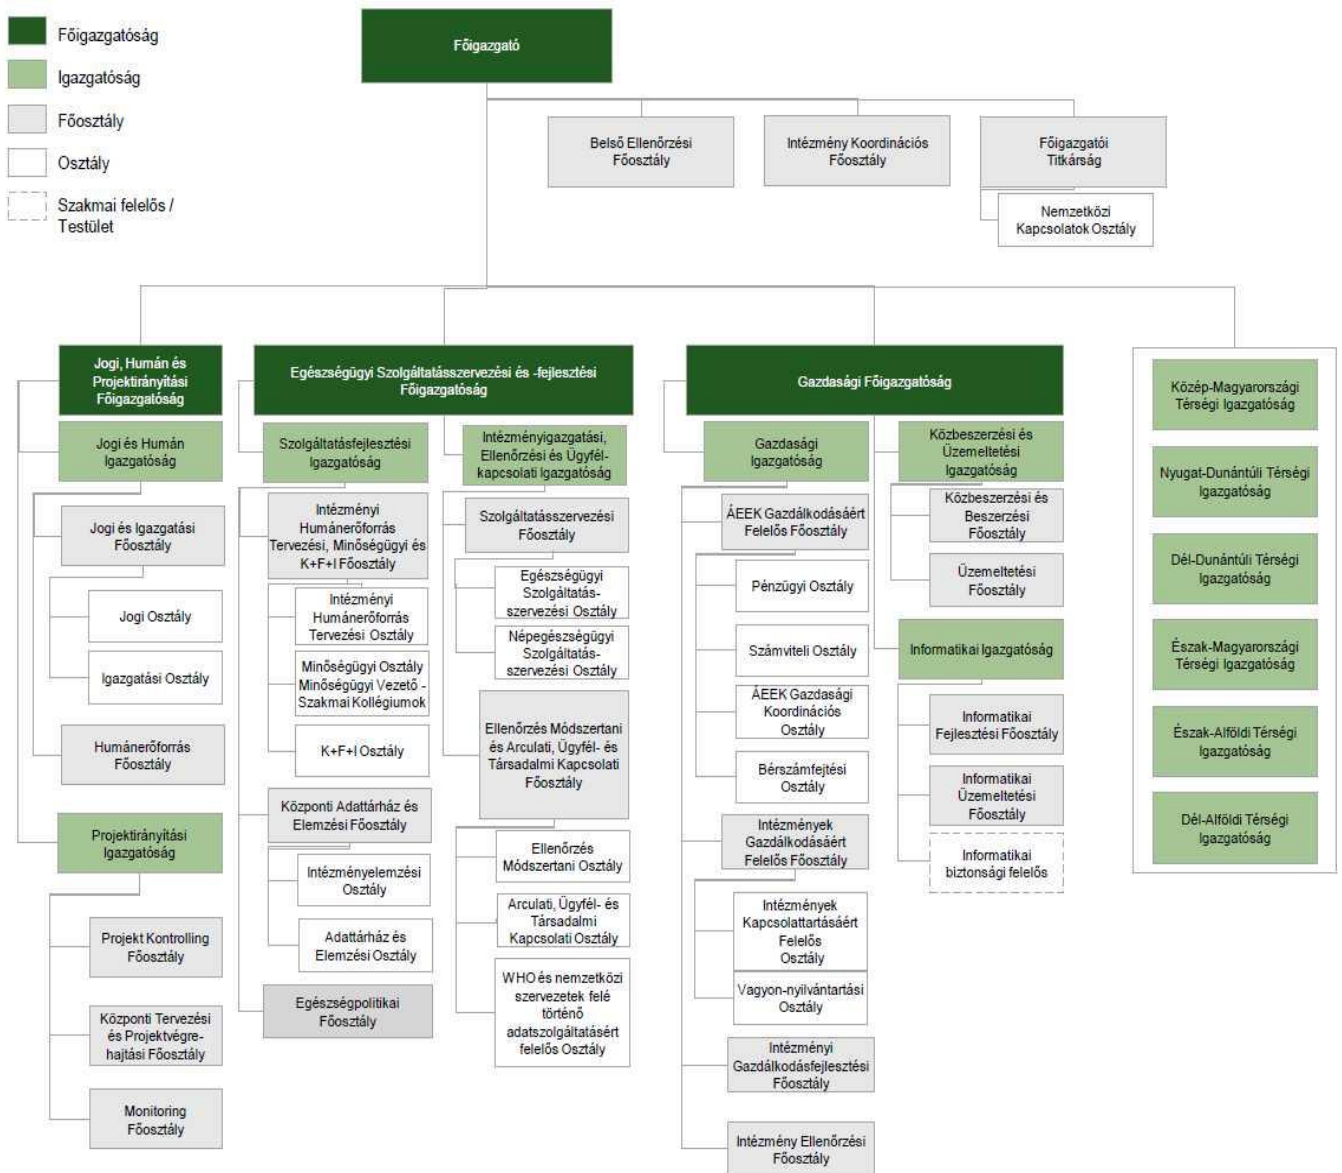 Főigazgatóság
Igazgatóság
Főosztály
Osztály
Szakmai felelős /
Testület
Főigazgató
Belső Ellenőrzési
Főosztály
Intézmény Koordinációs
Főosztály
Főigazgatói
Titkárság
Nemzetközi
Kapcsolatok Osztály
Jogi, Humán és
Projektirányítási
Főigazgatóság
Jogi és Humán
Igazgatóság
Jogi és Igazgatási
Főosztály
Jogi Osztály
Igazgatási Osztály
Humánerőforrás
Főosztály
Projektirányítási
Igazgatóság
Projekt Kontrolling
Főosztály
Központi Tervezési
és Projektvégre-
hajtási Főosztály
Monitoring
Főosztály
Egészségügyi Szolgáltatásszervezési és -fejlesztési
Főigazgatóság
Szolgáltatásfejlesztési
Igazgatóság
Intézményi
Humánerőforrás
Tervezési, Minőségügyi és
K+F+I Főosztály
Intézményi
Humánerőforrás
Tervezési Osztály
Minőségügyi Osztály
Minőségügyi Vezető -
Szakmai Kollégiumok
K+F+I Osztály
Központi Adattárház és
Elemzési Főosztály
Intézményelemzési
Osztály
Adattárház és
Elemzési Osztály
Egészségpolitikai
Főosztály
Intézményigazgatási,
Ellenőrzési és Ügyfél-
kapcsolati Igazgatóság
Szolgáltatásszervezési
Főosztály
Egészségügyi
Szolgáltatás-
szervezési Osztály
Népegészségügyi
Szolgáltatás-
szervezési Osztály
Ellenőrzés Módszertani
és Arculati, Ügyfél- és
Társadalmi Kapcsolati
Főosztály
Ellenőrzés
Módszertani Osztály
Arculati, Ügyfél- és
Társadalmi
Kapcsolati Osztály
WHO és nemzetközi
szervezetek felé
történő
adatszolgáltatásért
felelős Osztály
Gazdasági Főigazgatóság
Gazdasági
Igazgatóság
ÁEEK Gazdálkodásáért
Felelős Főosztály
Pénzügyi Osztály
Számviteli Osztály
ÁEEK Gazdasági
Koordinációs
Osztály
Bérszámfejtési
Osztály
Intézmények
Gazdálkodásáért
Felelős Főosztály
Intézmények
Kapcsolattartásáért
Felelős
Osztály
Vagyon-nyilvántartási
Osztály
Intézményi
Gazdálkodásfejlesztési
Főosztály
Intézmény Ellenőrzési
Főosztály
Közbeszerzési és
Üzemeltetési
Igazgatóság
Közbeszerzési és
Beszerzési
Főosztály
Üzemeltetési
Főosztály
Informatikai Igazgatóság
Informatikai
Fejlesztési Főosztály
Informatikai
Üzemeltetési
Főosztály
Informatikai
biztonsági felelős
Közép-Magyarországi
Térségi Igazgatóság
Nyugat-Dunántúli Térségi
Igazgatóság
Dél-Dunántúli Térségi
Igazgatóság
Észak-Magyarországi
Térségi Igazgatóság
Észak-Alföldi Térségi
Igazgatóság
Dél-Alföldi Térségi
Igazgatóság